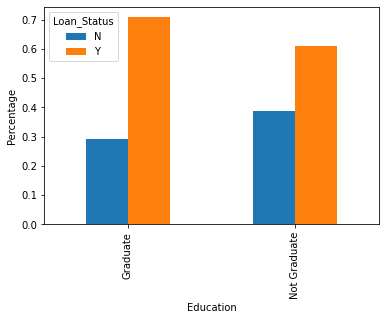 Loan_Status
N
Y
0.7
0.6
0.5
0.4
0.3
0.2
0.1
0.0
Percentage
Graduate
Not Graduate
Education